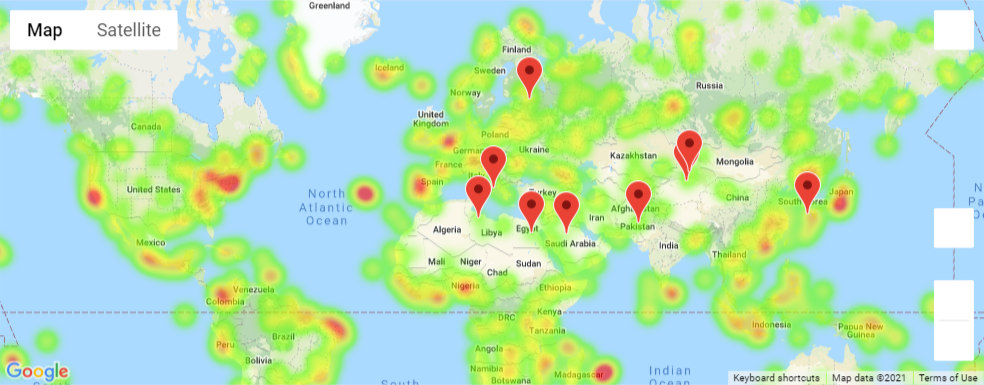 Map Satellite
Greenland
Iceland
Finland
Sweden
Norway
Russia
Canada
United
Kingdom
Poland
Ukraine
France
Kazakhstan
Mongolia
Spain
Turkey
United States
North
Atlantic
Ocean
China
South Korea
Japan
Iran
Afghanistan
Pakistan
Algeria
Libya
Egypt
Saudi Arabia
India
Mexico
Mali
Niger
Chad
Sudan
Thailand
Nigeria
Ethiopia
Venezuela
Colombia
DRC
Kenya
Tanzania
Indonesia
Papua New
Guinea
Brazil
Peru
Angola
Bolivia
Namibia
Botswana
Madagascar
Indian
Ocean
South
Google
Keyboard shortcuts Map data ©2021 Terms of Use